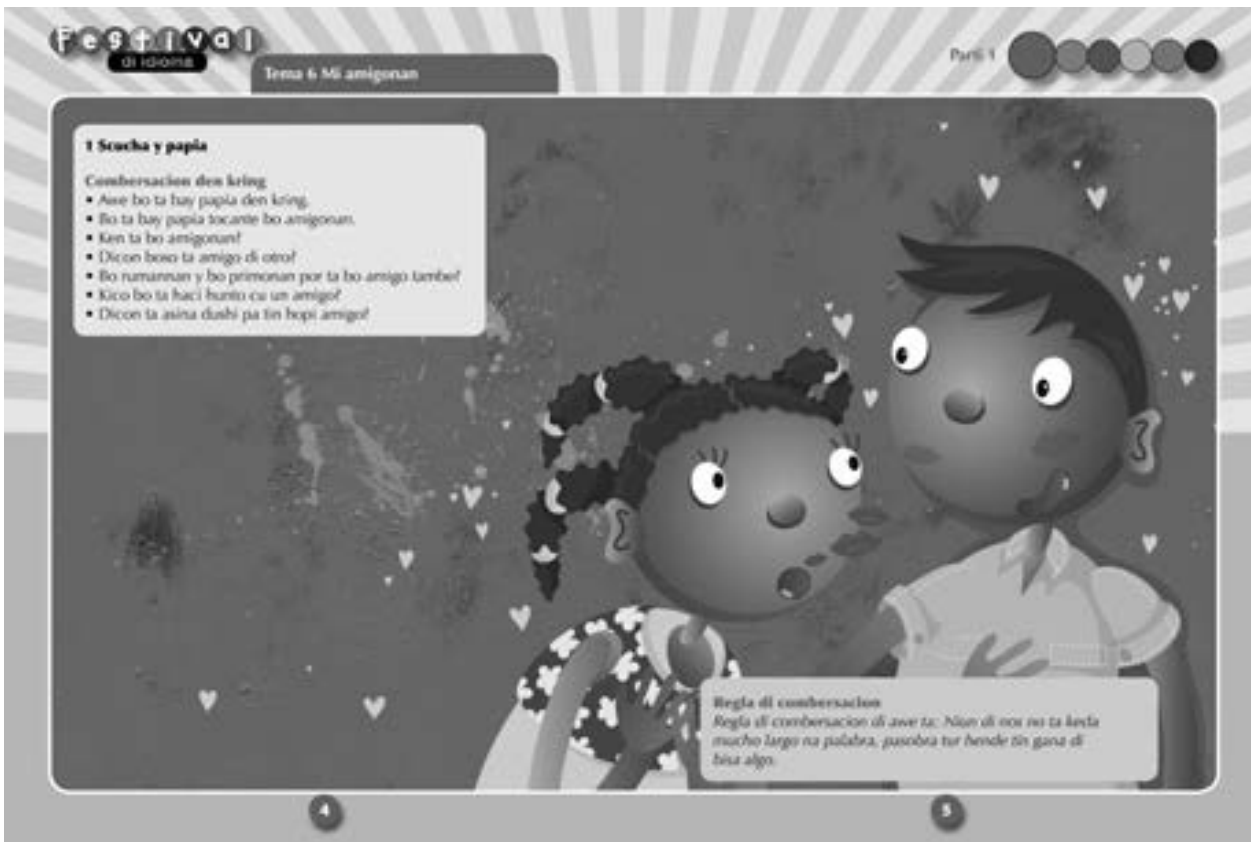 Festival
di idioma
Tema 6 Mi amigonan
Parti 1
1 Scucha y papia
Combersacion den kring
• Awe bo ta bay papia den kring.
• Bo ta bay papia tocante bo amigonan.
• Ken ta bo amigonan?
• Dicon boso ta amigo di otro?
• Bo rumannan y bo primonan por ta bo amigo tambe?
• Kico bo ta haci hunto cu un amigo?
• Dicon ta asina dushi pa tin hopi amigo?
Regla di combersacion
Regla di combersacion di awe ta: Niun di nos no ta keda
mucho largo na palabra, pasobra tur hende tin gana di
bisa algo.
4
5